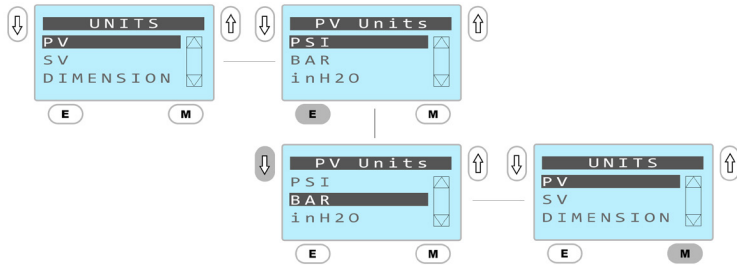 UNITS
PV
SV
DIMENSION
E
M
PV Units
PSI
BAR
inH2O
E
M
PV Units
PSI
BAR
inH2O
E
M
UNITS
PV
SV
DIMENSION
E
M